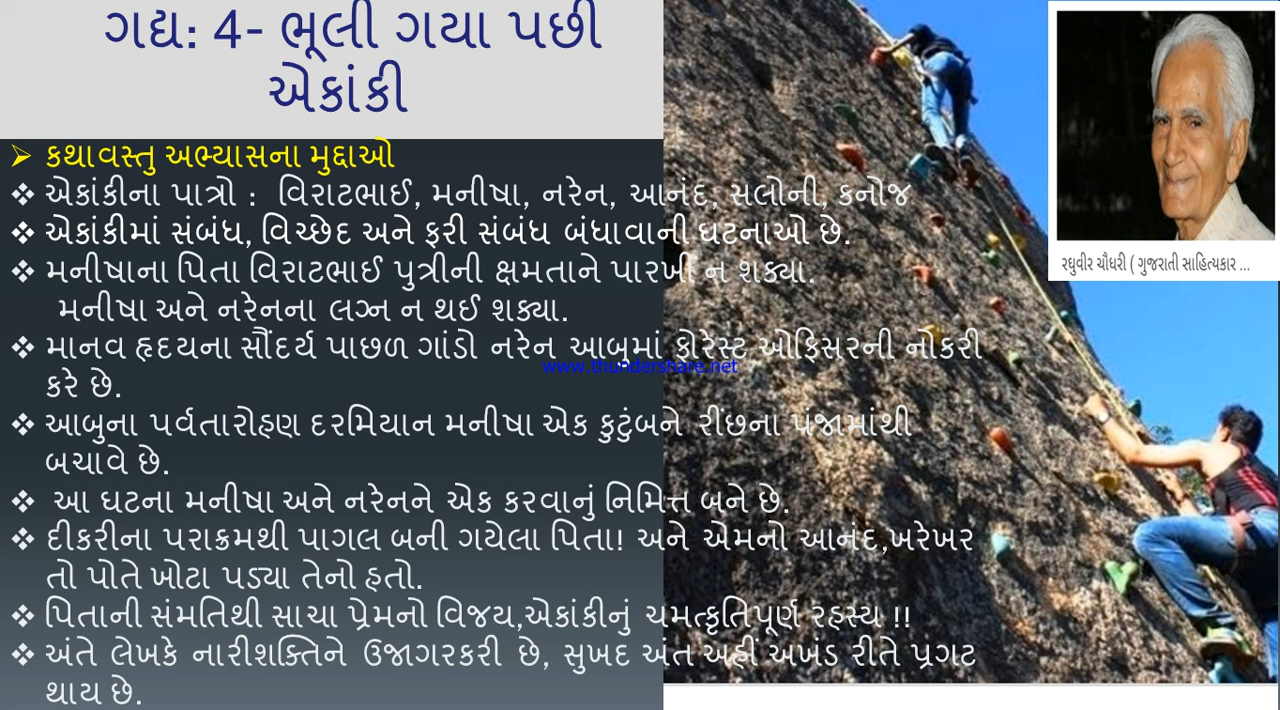 ગદ્ય: 4- ભૂલી ગયા પછી
એકાંકી
કથાવસ્તુ અભ્યાસના મુદ્દાઓ
એકાંકીના પાત્રો : વિરાટભાઈ, મનીષા, નરેન, આનંદ, સલોની, કનોજ
એકાંકીમાં સંબંધ, વિચ્છેદ અને ફરી સંબંધ બંધાવાની ઘટનાઓ છે.
મનીષાના પિતા વિરાટભાઈ પુત્રીની ક્ષમતાને પારખી ન શક્યા.
મનીષા અને નરેનના લગ્ન ન થઈ શક્યા.
માનવ હૃદયના સૌંદર્ય પાછળ ગાંડો નરેન આબુમાં ફોરેસ્ટ ઓફિસરની નોકરી
કરે છે.
www.thundershare.net
આબુના પર્વતારોહણ દરમિયાન મનીષા એક કુટુંબને રીંછના પંજામાંથી
બચાવે છે.
આ ઘટના મનીષા અને નરેનને એક કરવાનું નિમિત્ત બને છે.
દીકરીના પરાક્રમથી પાગલ બની ગયેલા પિતા! અને એમનો આનંદ,ખરેખર
તો પોતે ખોટા પડ્યા તેનો હતો.
પિતાની સંમતિથી સાચા પ્રેમનો વિજય,એકાંકીનું ચમત્કૃતિપૂર્ણ રહસ્ય !!
અંતે લેખકે નારીશક્તિને ઉજાગરકરી છે, સુખદ અંત અહીં અખંડ રીતે પ્રગટ
થાય છે.
રઘુવીર ચૌધરી ( ગુજરાતી સાહિત્યકાર ...